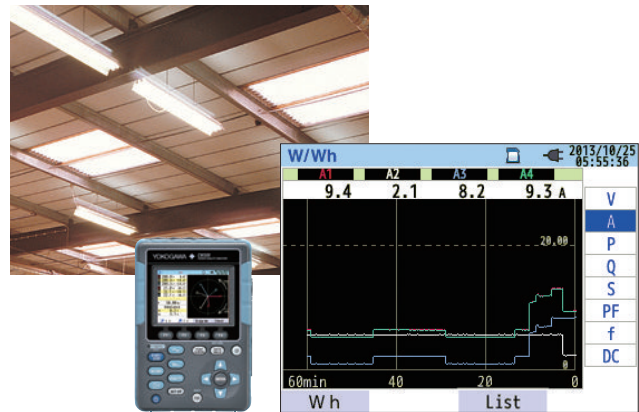 W/Wh
2013/10/25
05:55:36
A1 A2 A3 A4
9.4 2.1 8.2 9.3 A
V
A
P
Q
S
PF
f
DC
20.00
0
60min 40 20 0
Wh List
YOKOGAWA